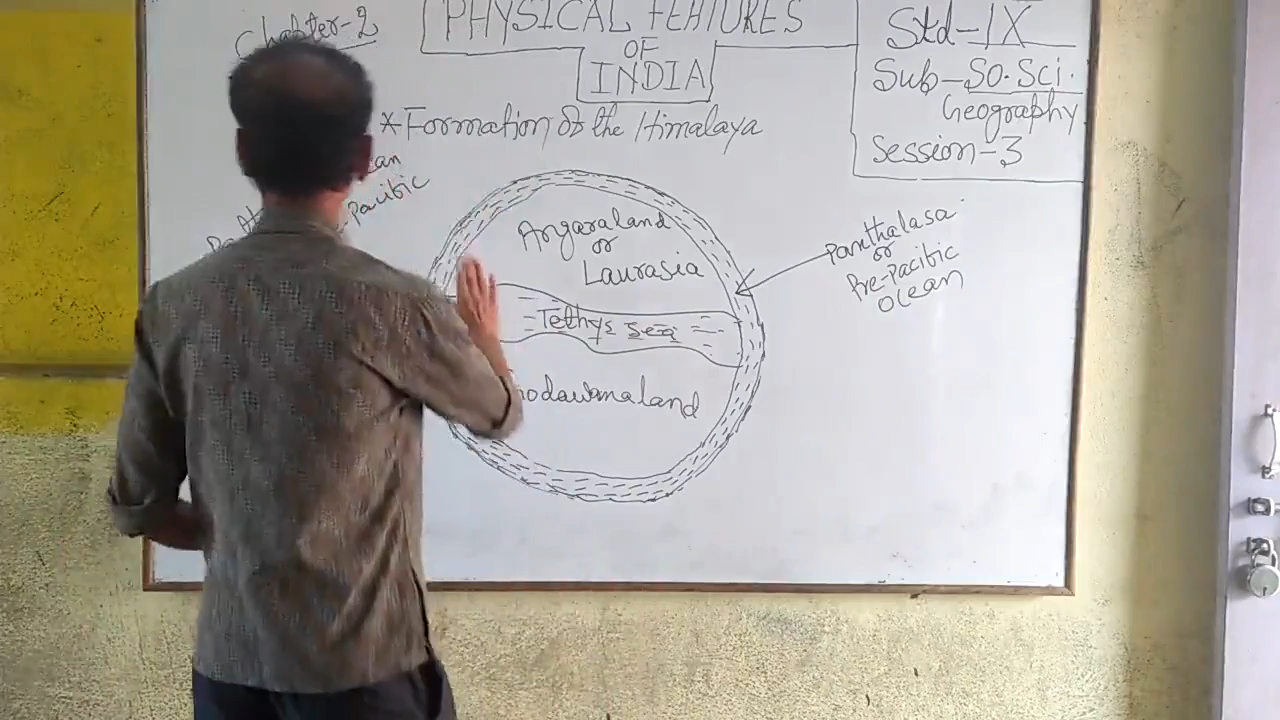 Chapter-2
PHYSICAL FEATURES
OF
INDIA
Std-IX
Sub-SO.Sci.
Geography
Session-3
*Formation of the Himalaya
Pacific
Angaraland
or
Laurasia
Tethys Sea
Panthalasa
or
Pre-pacific
Ocean